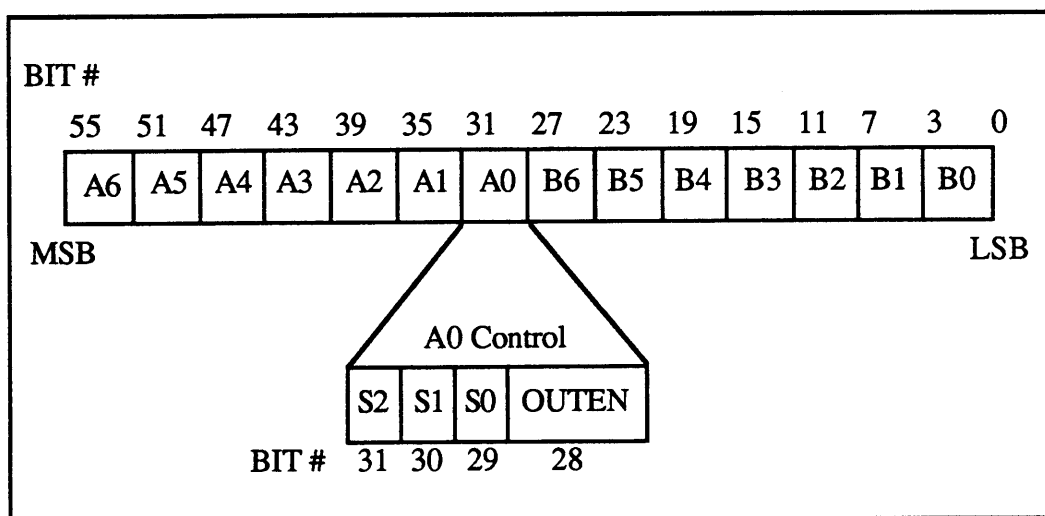 BIT #
55 51 47 43 39 35 31 27 23 19 15 11 7 3 0
A6 A5 A4 A3 A2 A1 A0 B6 B5 B4 B3 B2 B1 B0
MSB LSB
A0 Control
S2 S1 S0 OUTEN
BIT # 31 30 29 28